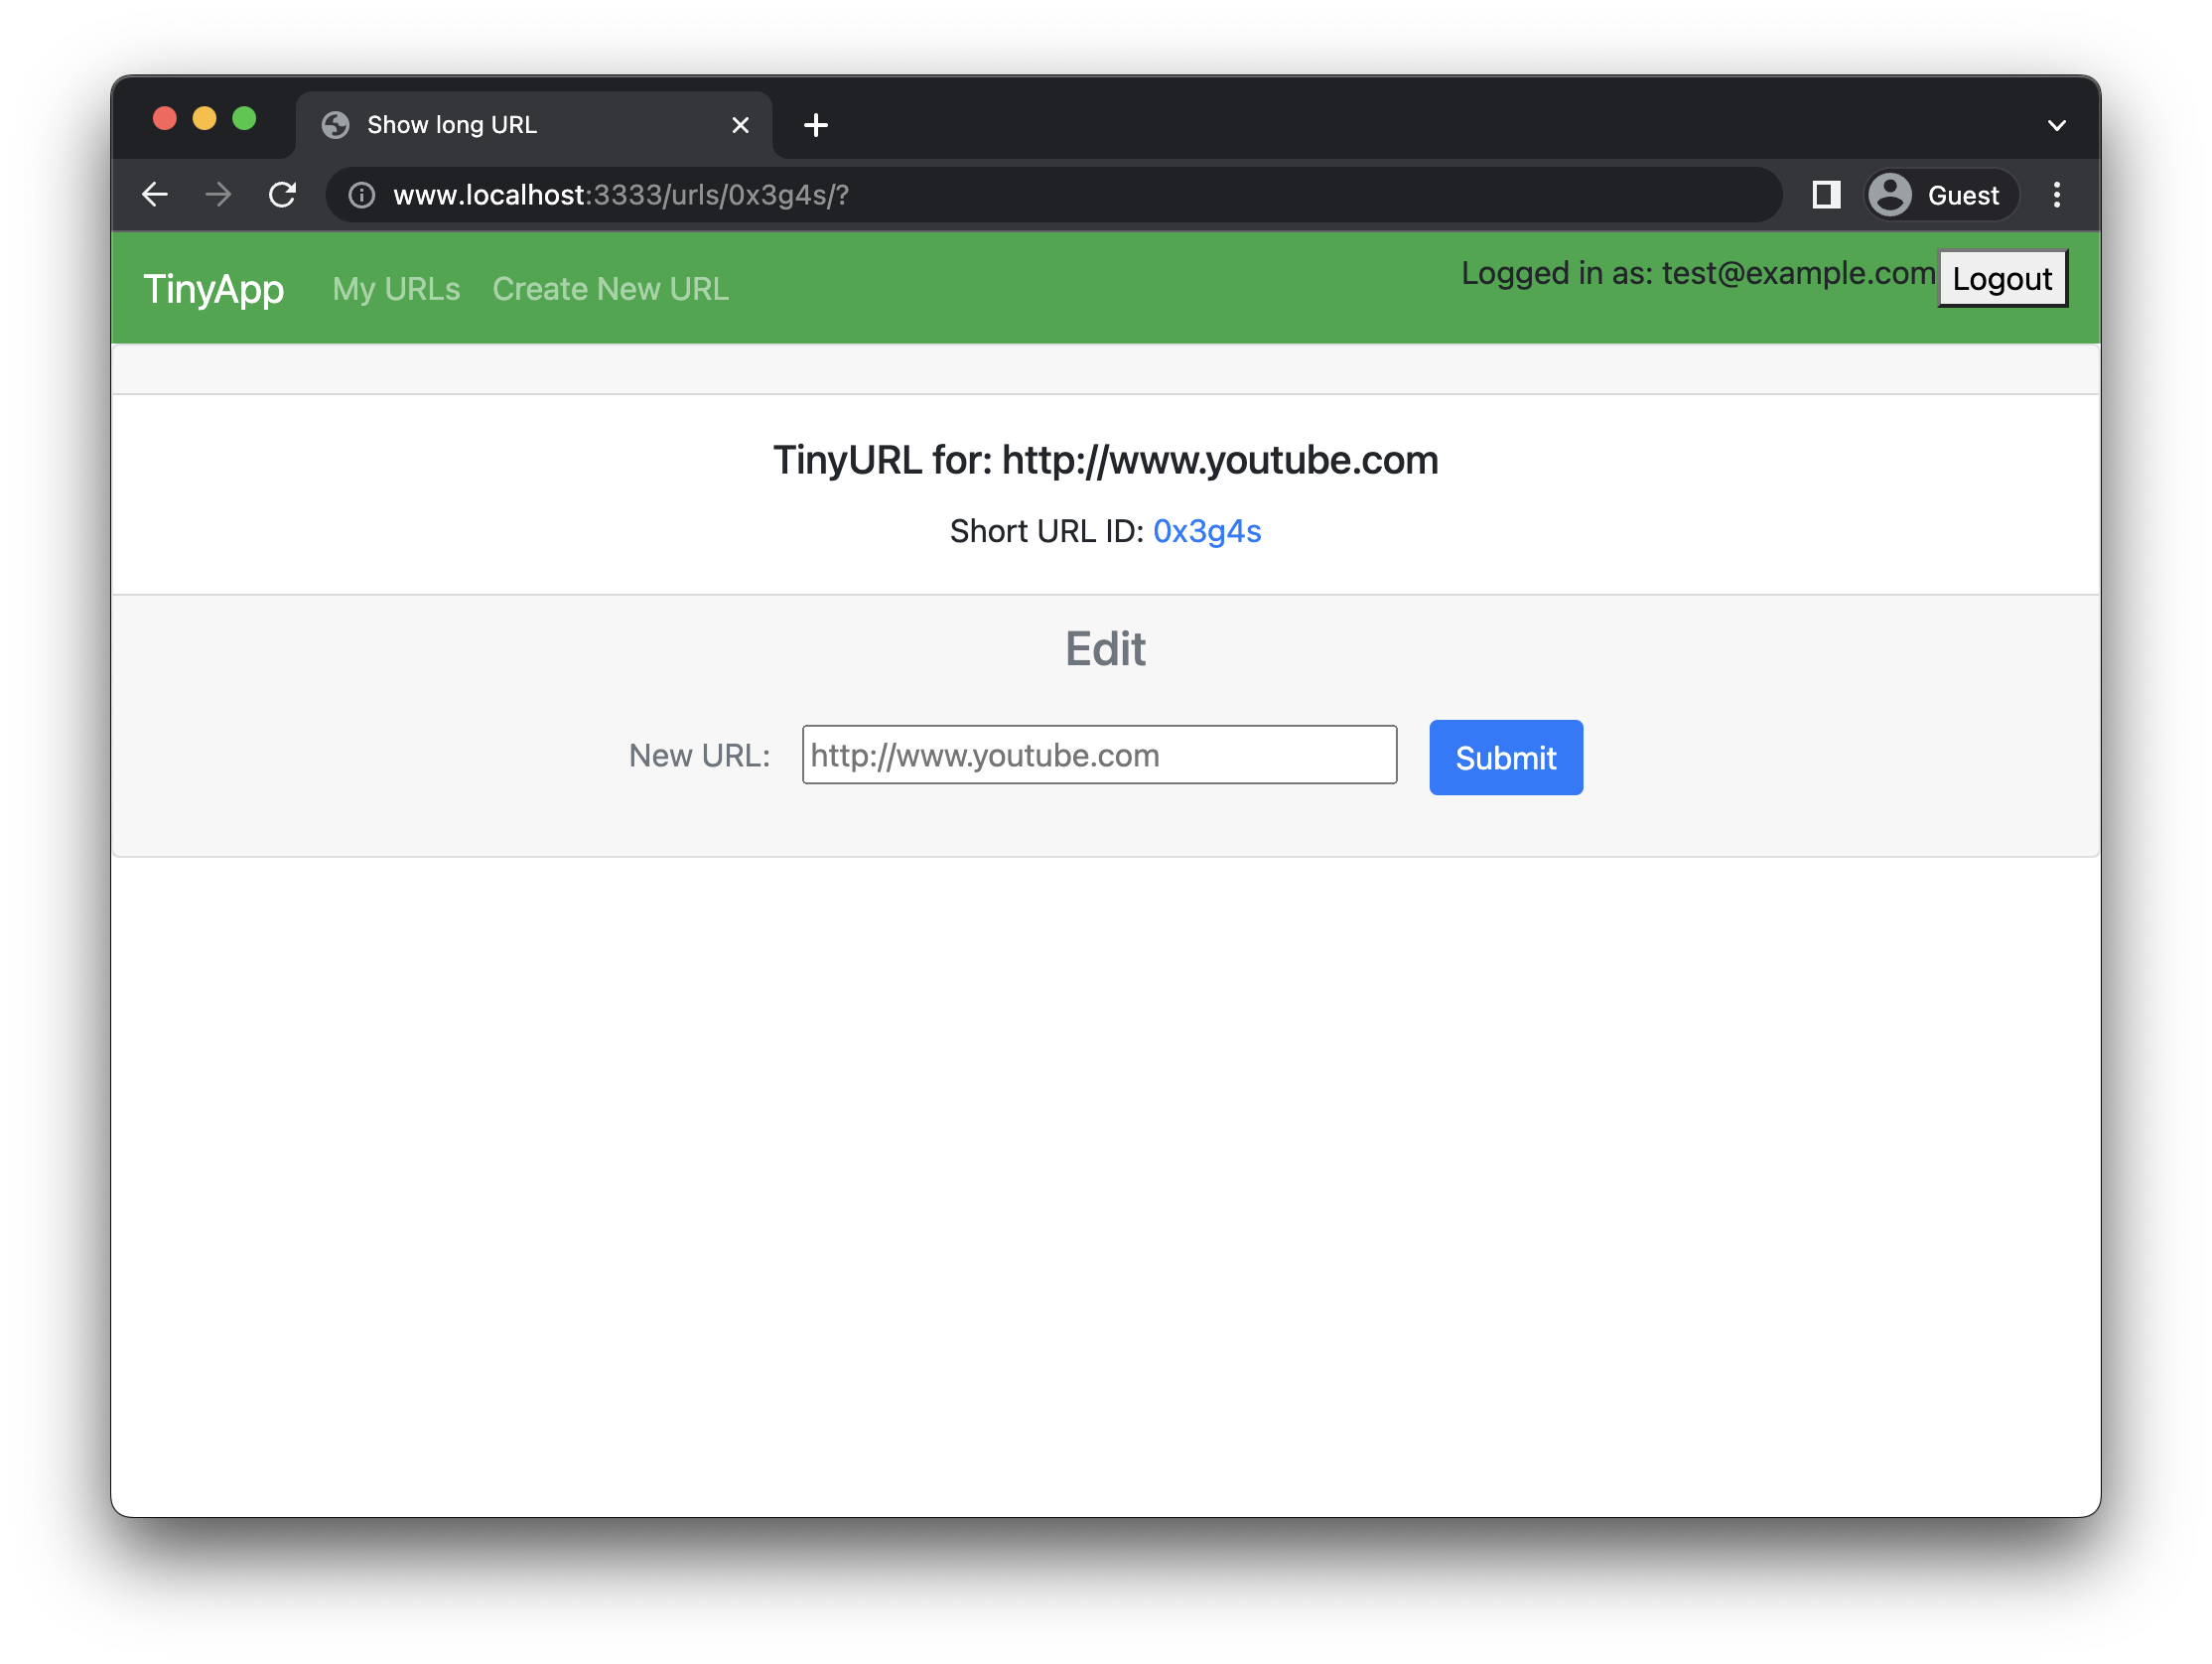 Show long URL
www.localhost:3333/urls/0x3g4s/?
Guest
TinyApp My URLs Create New URL Logged in as: test@example.com Logout
TinyURL for: http://www.youtube.com
Short URL ID: 0x3g4s
Edit
New URL: http://www.youtube.com Submit